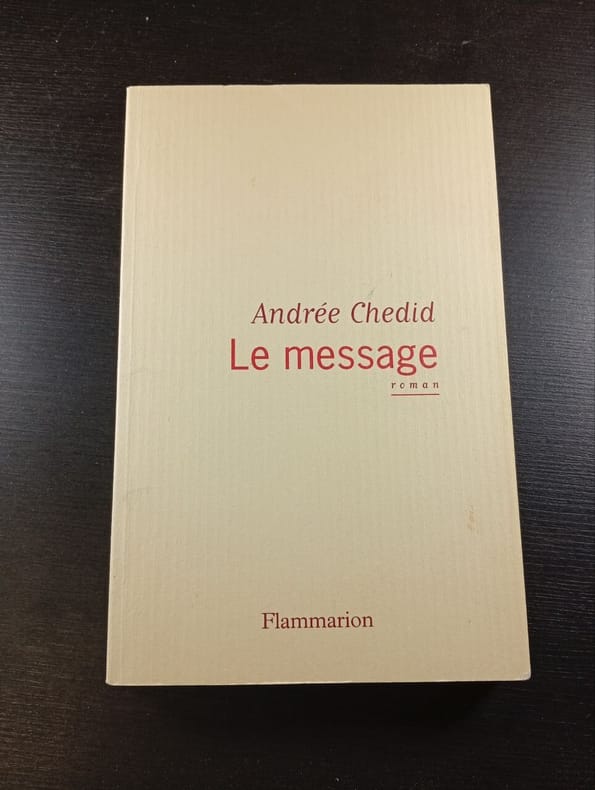 Andrée Chedid
Le message
roman
Flammarion